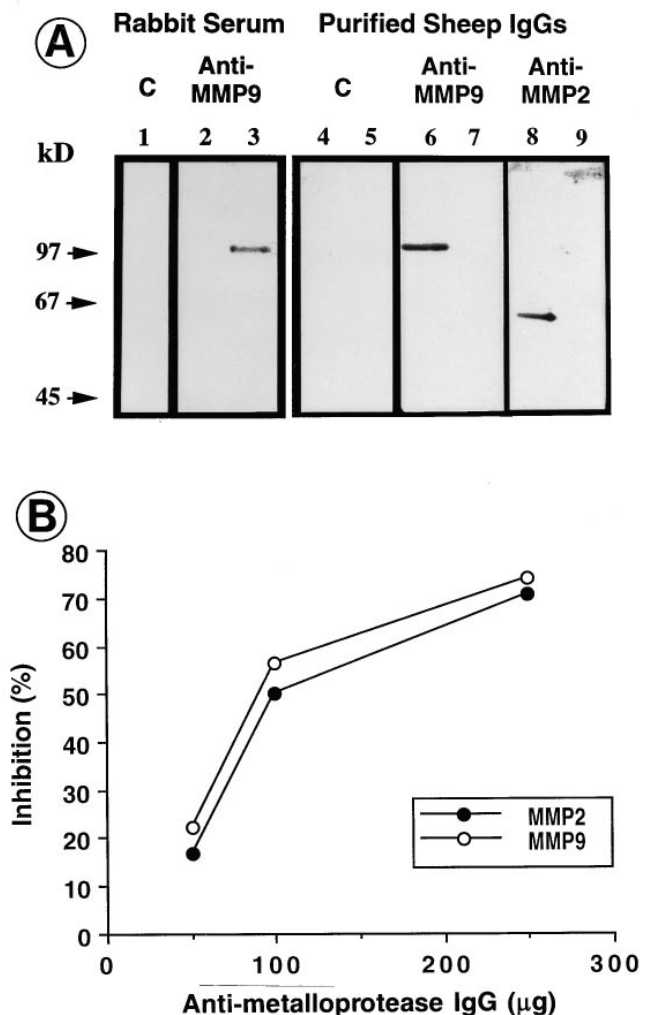 A
Rabbit Serum Purified Sheep IgGs
C Anti-MMP9 C Anti-MMP9 Anti-MMP2
1 2 3 4 5 6 7 8 9
kD
97
67
45
B
80
70
60
50
40
30
20
10
0
Inhibition (%)
MMP2
MMP9
0 100 200 300
Anti-metalloprotease IgG (µg)